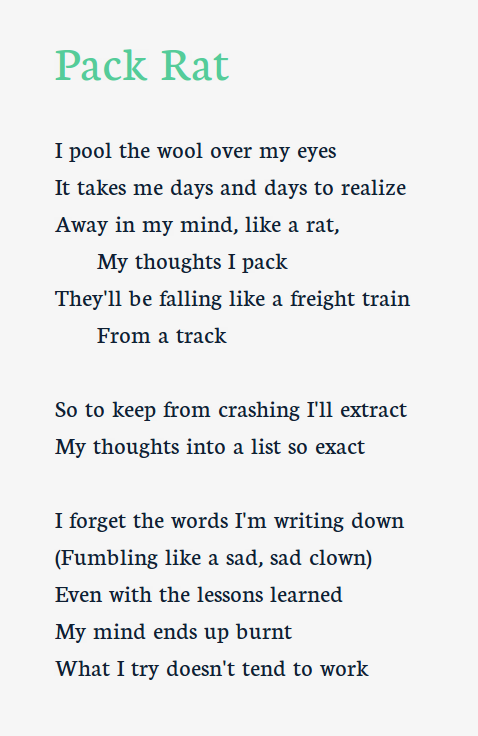 Pack Rat
I pool the wool over my eyes
It takes me days and days to realize
Away in my mind, like a rat,
My thoughts I pack
They'll be falling like a freight train
From a track
So to keep from crashing I'll extract
My thoughts into a list so exact
I forget the words I'm writing down
(Fumbling like a sad, sad clown)
Even with the lessons learned
My mind ends up burnt
What I try doesn't tend to work